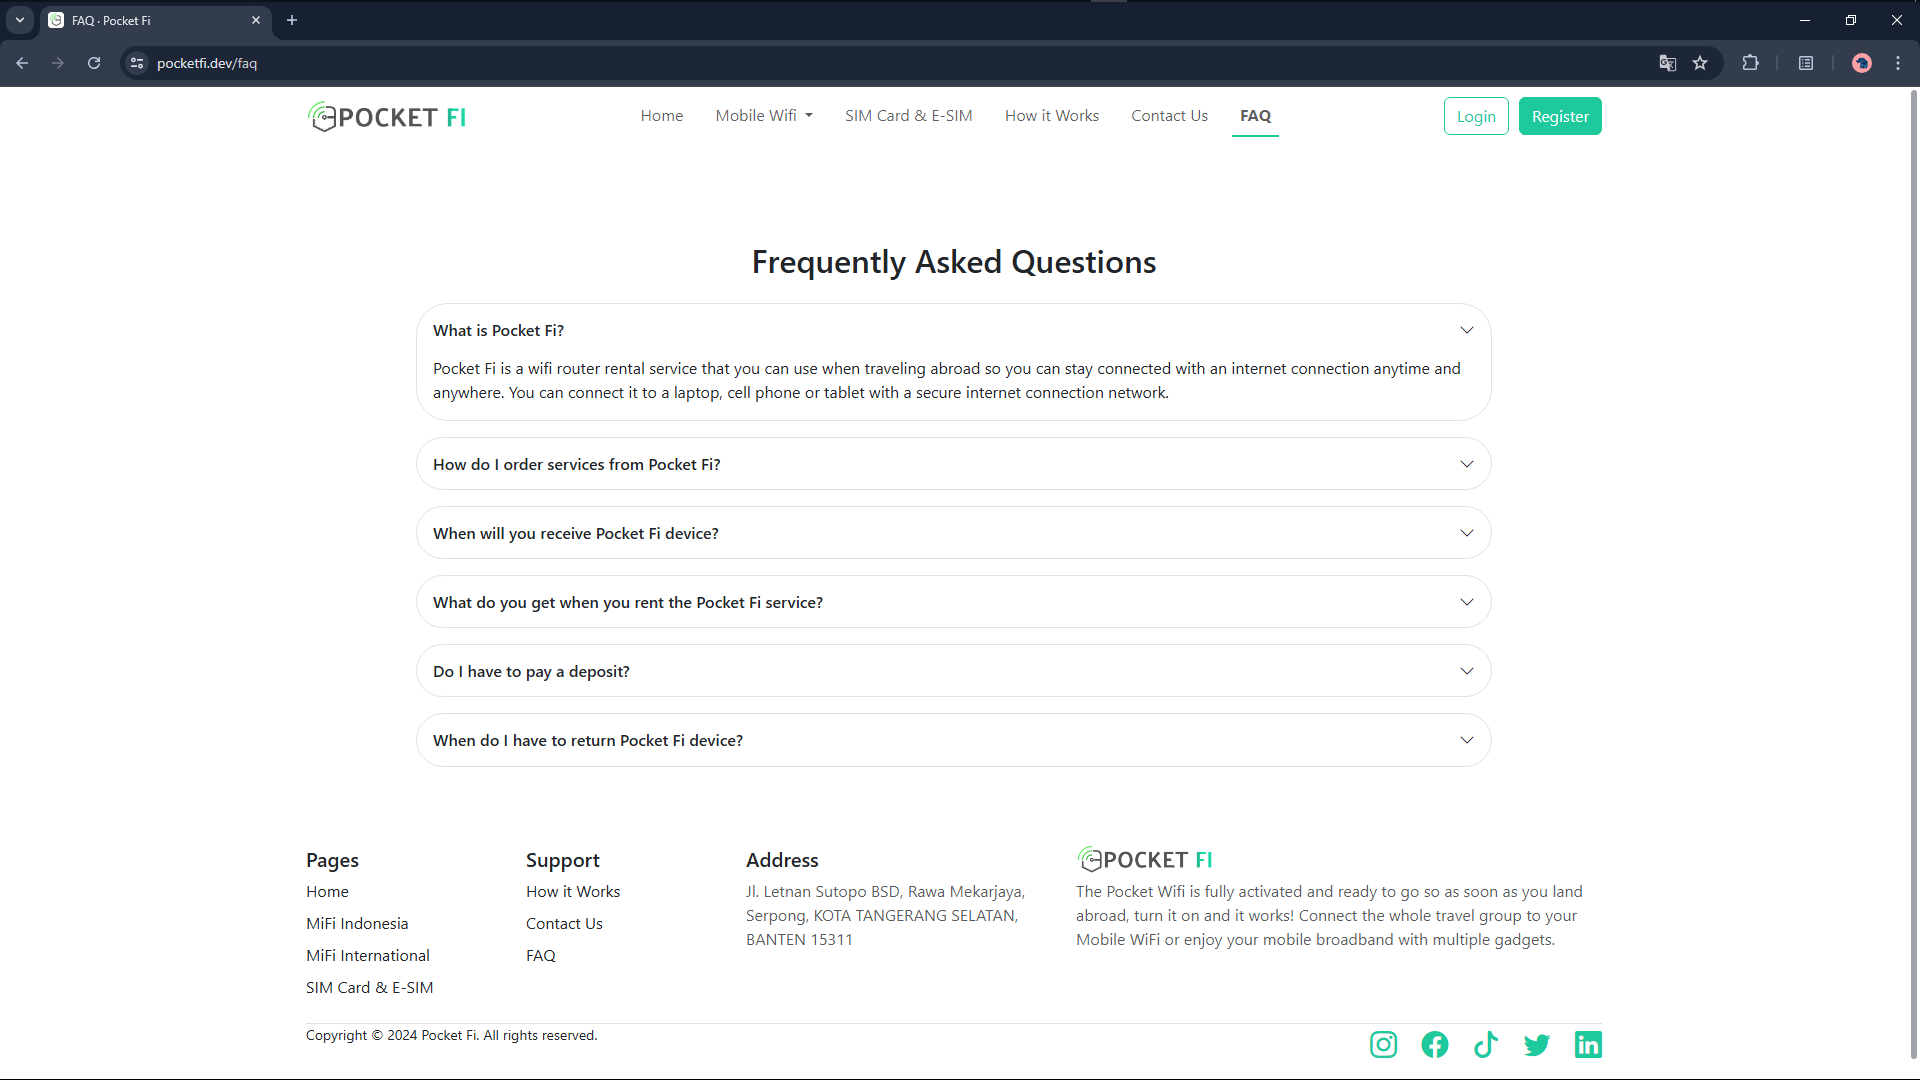 FAQ · Pocket Fi
pocketfi.dev/faq
POCKET FI
Home
Mobile Wifi
SIM Card & E-SIM
How it Works
Contact Us
FAQ
Login
Register
Frequently Asked Questions
What is Pocket Fi?
Pocket Fi is a wifi router rental service that you can use when traveling abroad so you can stay connected with an internet connection anytime and
anywhere. You can connect it to a laptop, cell phone or tablet with a secure internet connection network.
How do I order services from Pocket Fi?
When will you receive Pocket Fi device?
What do you get when you rent the Pocket Fi service?
Do I have to pay a deposit?
When do I have to return Pocket Fi device?
Pages
Home
MiFi Indonesia
MiFi International
SIM Card & E-SIM
Support
How it Works
Contact Us
FAQ
Address
Jl. Letnan Sutopo BSD, Rawa Mekarjaya,
Serpong, KOTA TANGERANG SELATAN,
BANTEN 15311
POCKET FI
The Pocket Wifi is fully activated and ready to go so as soon as you land
abroad, turn it on and it works! Connect the whole travel group to your
Mobile WiFi or enjoy your mobile broadband with multiple gadgets.
Copyright © 2024 Pocket Fi. All rights reserved.